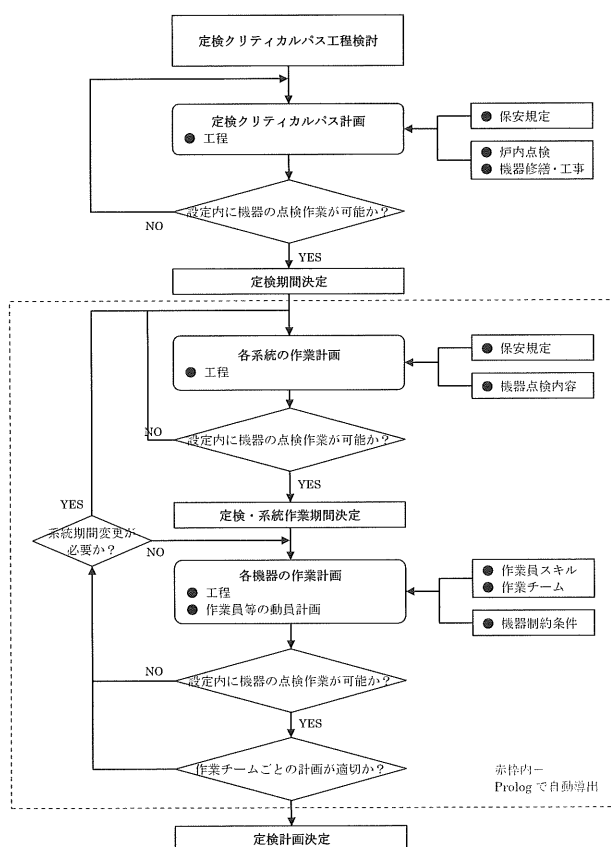 定検クリティカルパス工程検討
定検クリティカルパス計画
● 工程
● 保安規定
● 炉内点検
● 機器修繕・工事
設定内に機器の点検作業が可能か？
NO
YES
定検期間決定
各系統の作業計画
● 工程
● 保安規定
● 機器点検内容
設定内に機器の点検作業が可能か？
NO
YES
定検・系統作業期間決定
YES
系統期間変更が
必要か？
NO
各機器の作業計画
● 工程
● 作業員等の動員計画
● 作業員スキル
● 作業チーム
● 機器制約条件
設定内に機器の点検作業が可能か？
NO
YES
作業チームごとの計画が適切か？
赤枠内－
Prolog で自動導出
定検計画決定